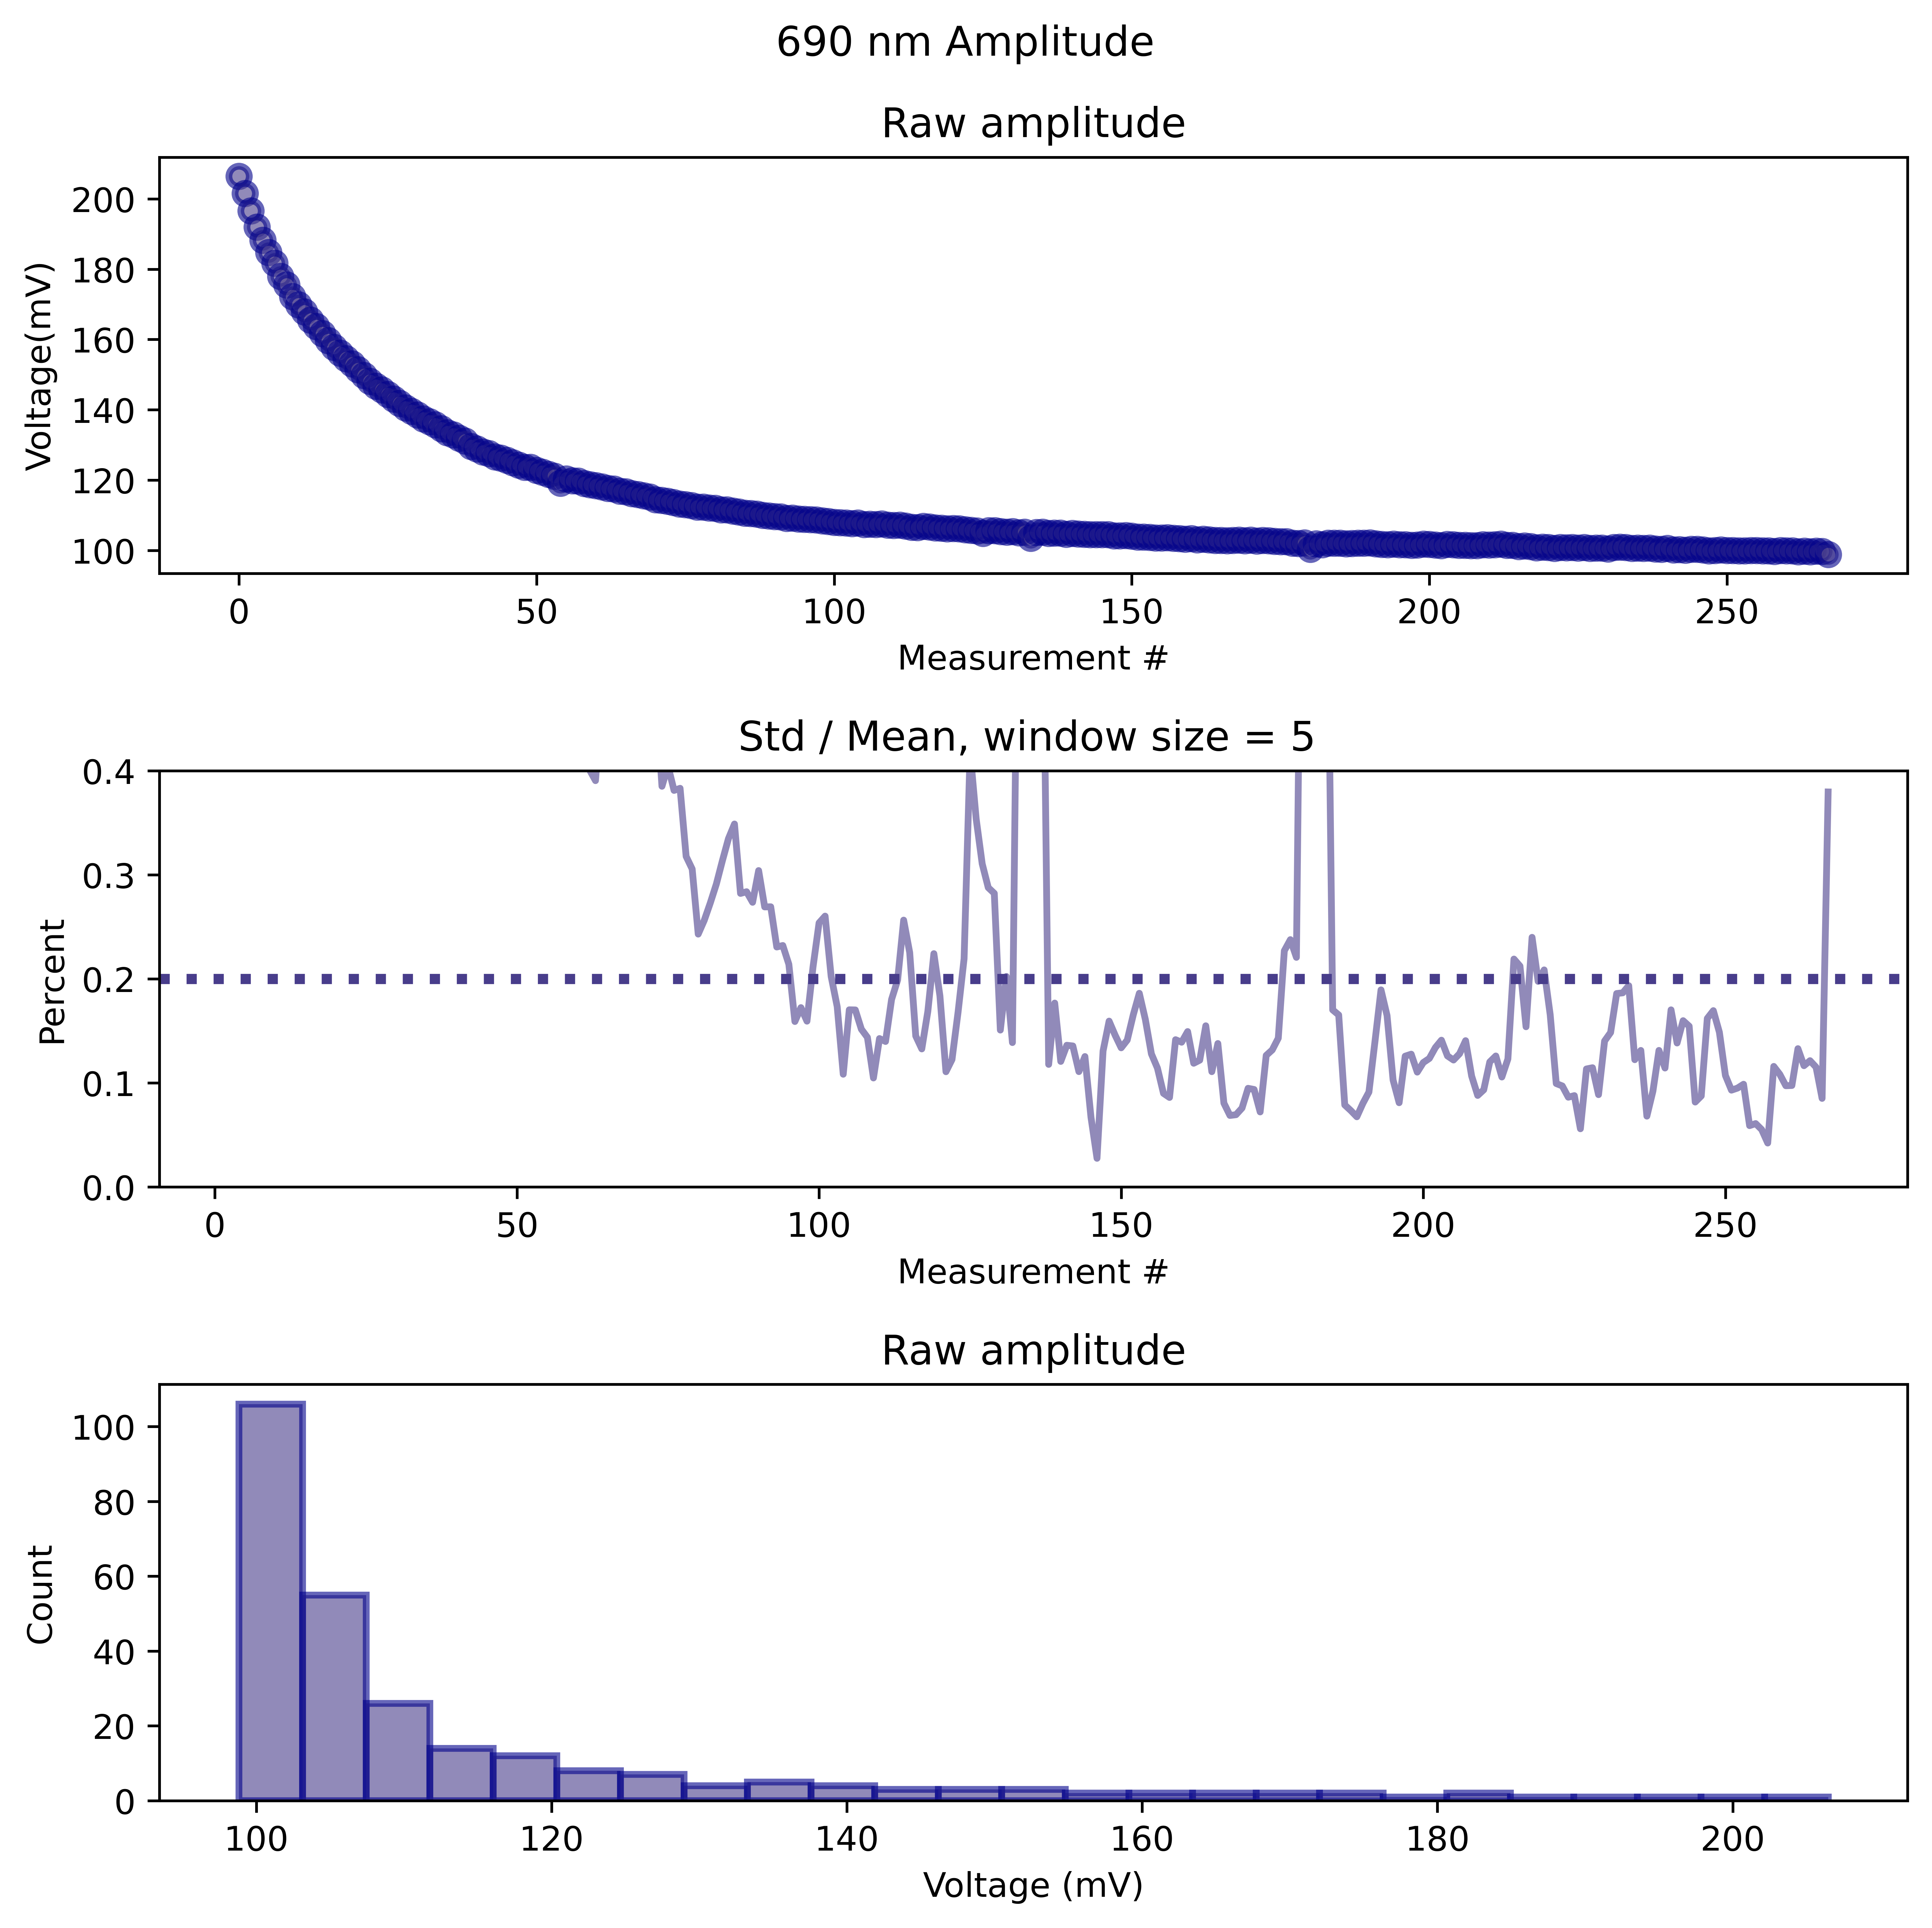 690 nm Amplitude
Raw amplitude
Voltage(mV)
200
180
160
140
120
100
0 50 100 150 200 250
Measurement #
Std / Mean, window size = 5
Percent
0.4
0.3
0.2
0.1
0.0
0 50 100 150 200 250
Measurement #
Raw amplitude
Count
100
80
60
40
20
0
100 120 140 160 180 200
Voltage (mV)